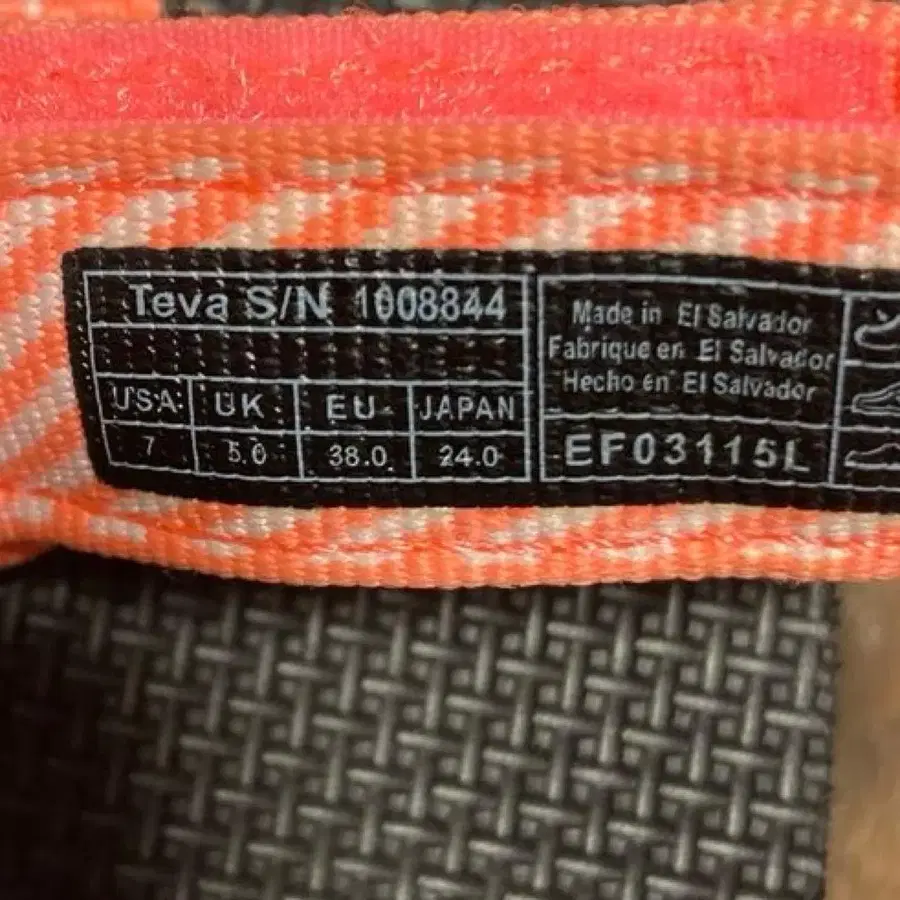 Teva S/N 1008844
USA UK EU JAPAN
7 5.0 38.0 24.0
Made in El Salvador
Fabrique en El Salvador
Hecho en El Salvador
EF03115L